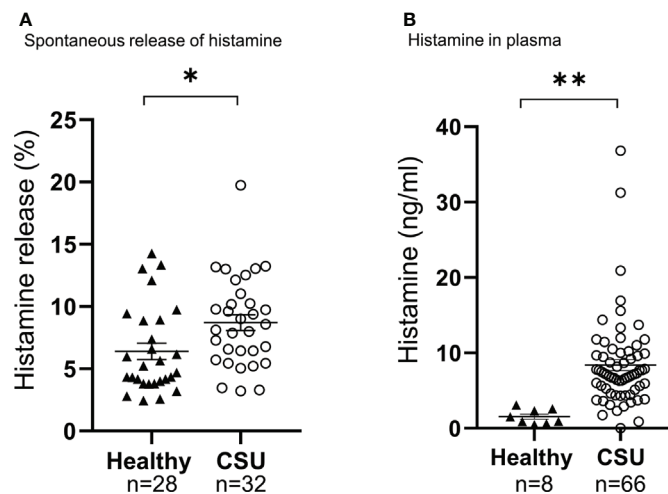 A
Spontaneous release of histamine
*
Histamine release (%)
25
20
15
10
5
0
Healthy CSU
n=28 n=32
B
Histamine in plasma
**
Histamine (ng/ml)
40
30
20
10
0
Healthy CSU
n=8 n=66